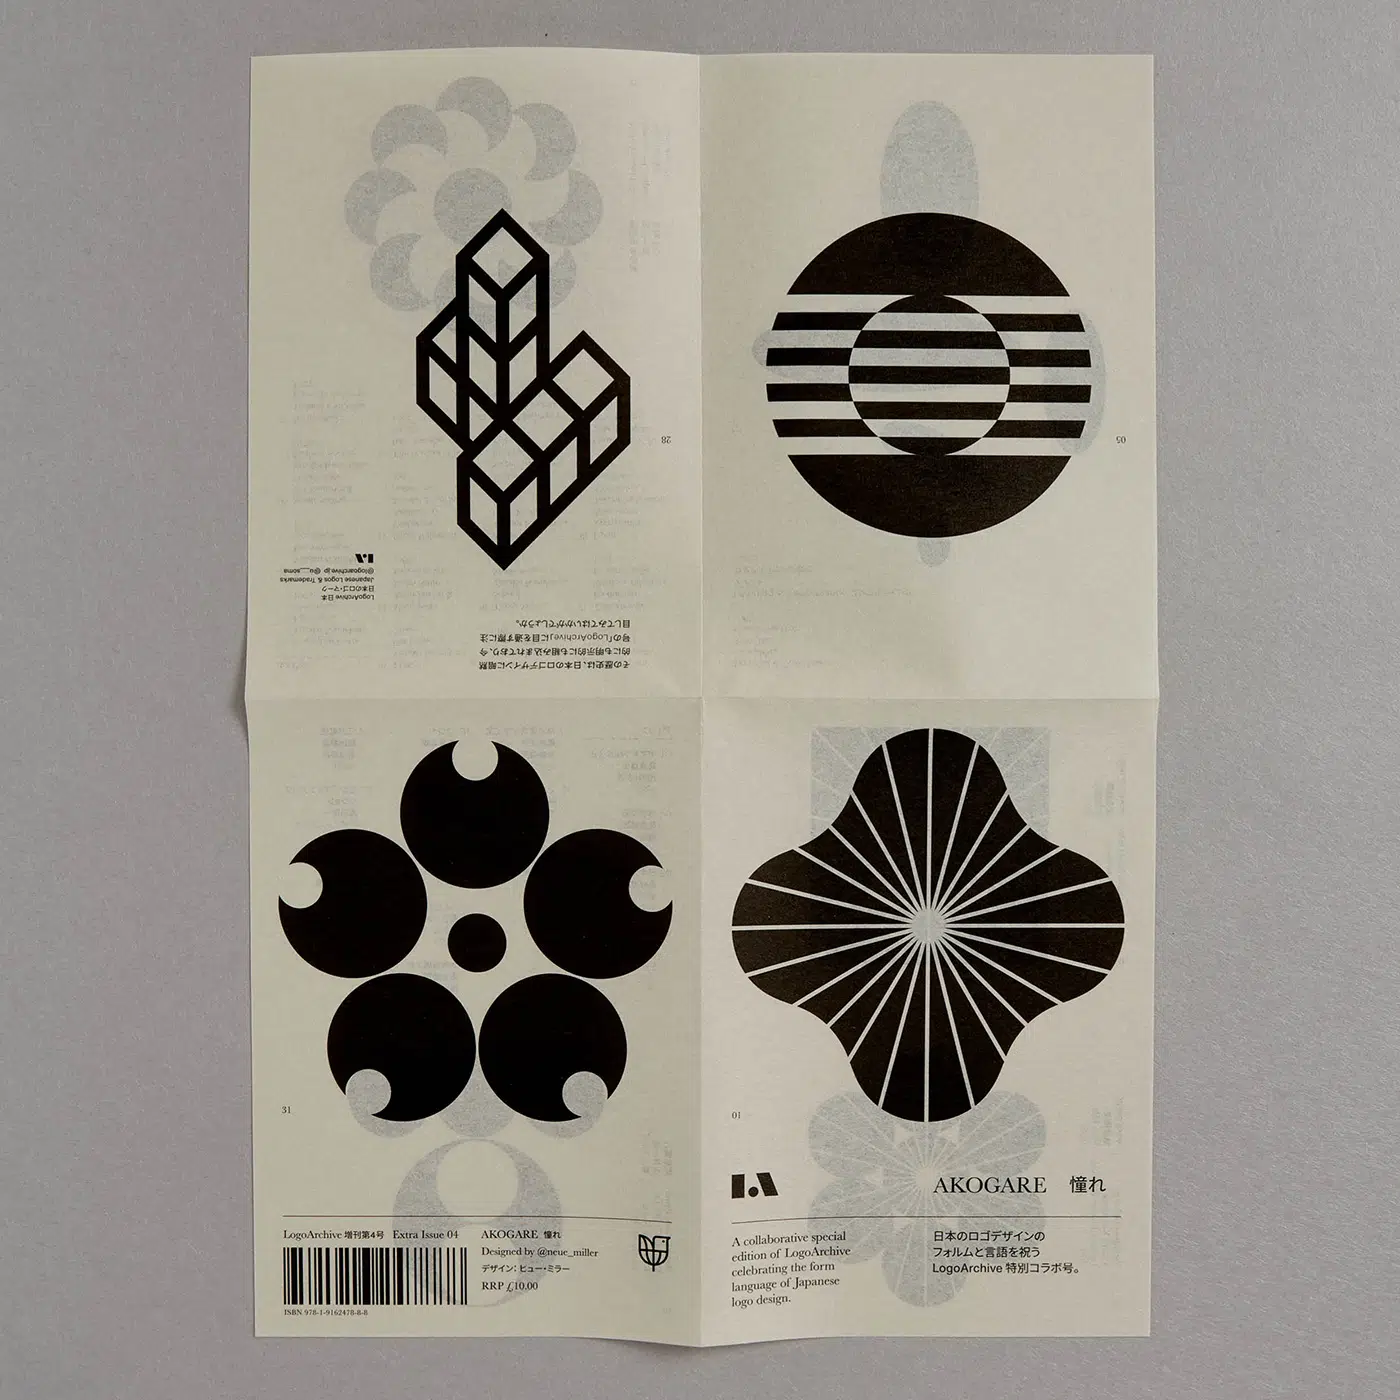 28
LogoArchive 日本
日本のロゴ・マーク
Japanese Logos & Trademarks
@logoarchive.jp @u__soma
その歴史は、日本のロゴデザインに暗黙
的にも明示的にも組み込まれており、今
号の「LogoArchive」に目を通す際に注
目してみてはいかがでしょうか。
05
31
LogoArchive 増刊第4号 Extra Issue 04
ISBN 978-1-9162478-8-8
AKOGARE 憧れ
Designed by @neue_miller
デザイン: ヒュー・ミラー
RRP £10.00
01
LA
AKOGARE 憧れ
A collaborative special
edition of LogoArchive
celebrating the form
language of Japanese
logo design.
日本のロゴデザインの
フォルムと言語を祝う
LogoArchive 特別コラボ号。